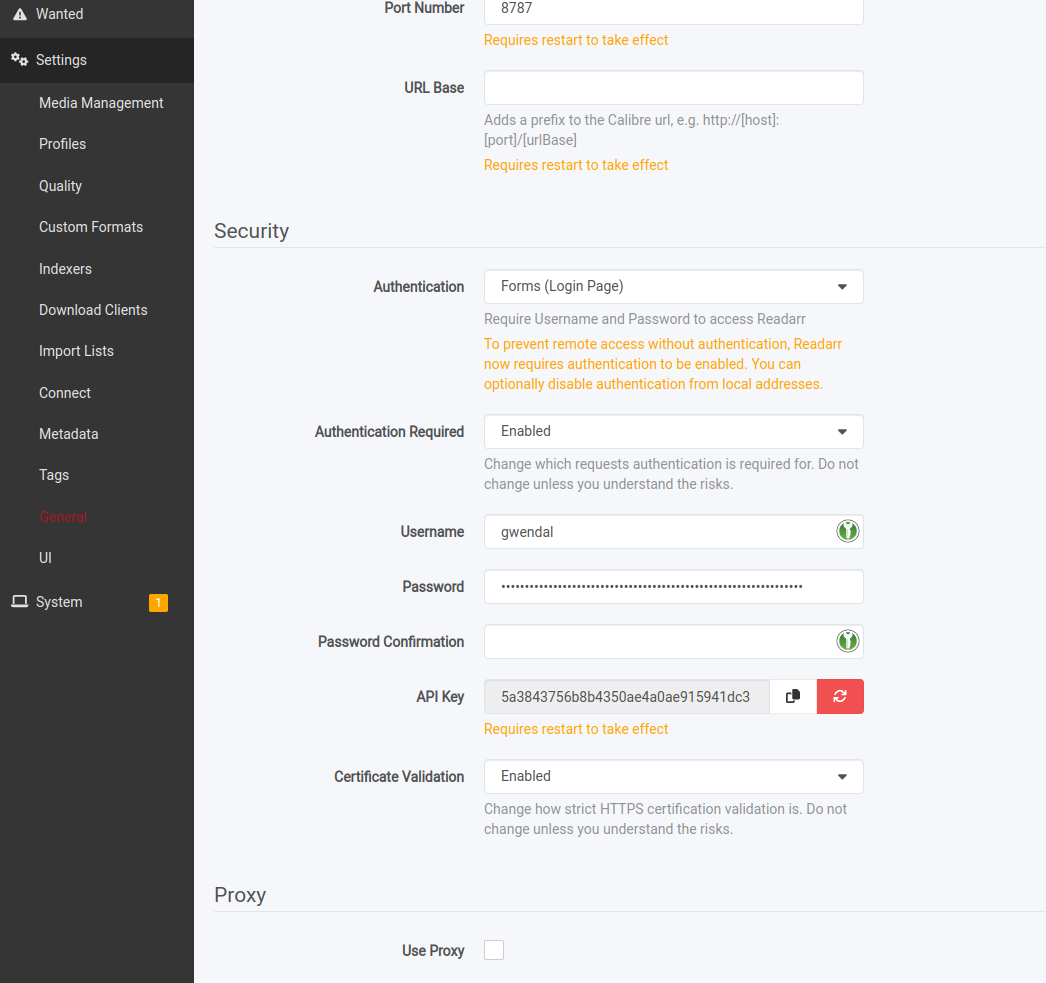 Wanted
Settings
Media Management
Profiles
Quality
Custom Formats
Indexers
Download Clients
Import Lists
Connect
Metadata
Tags
General
UI
System 1
Port Number 8787
Requires restart to take effect
URL Base
Adds a prefix to the Calibre url, e.g. http://[host]:
[port]/[urlBase]
Requires restart to take effect
Security
Authentication Forms (Login Page)
Require Username and Password to access Readarr
To prevent remote access without authentication, Readarr
now requires authentication to be enabled. You can
optionally disable authentication from local addresses.
Authentication Required Enabled
Change which requests authentication is required for. Do not
change unless you understand the risks.
Username gwendal
Password ••••••••••••••••••••••••••••••••••••••••••••••••••••••••••••••••
Password Confirmation
API Key 5a3843756b8b4350ae4a0ae915941dc3
Requires restart to take effect
Certificate Validation Enabled
Change how strict HTTPS certification validation is. Do not
change unless you understand the risks.
Proxy
Use Proxy